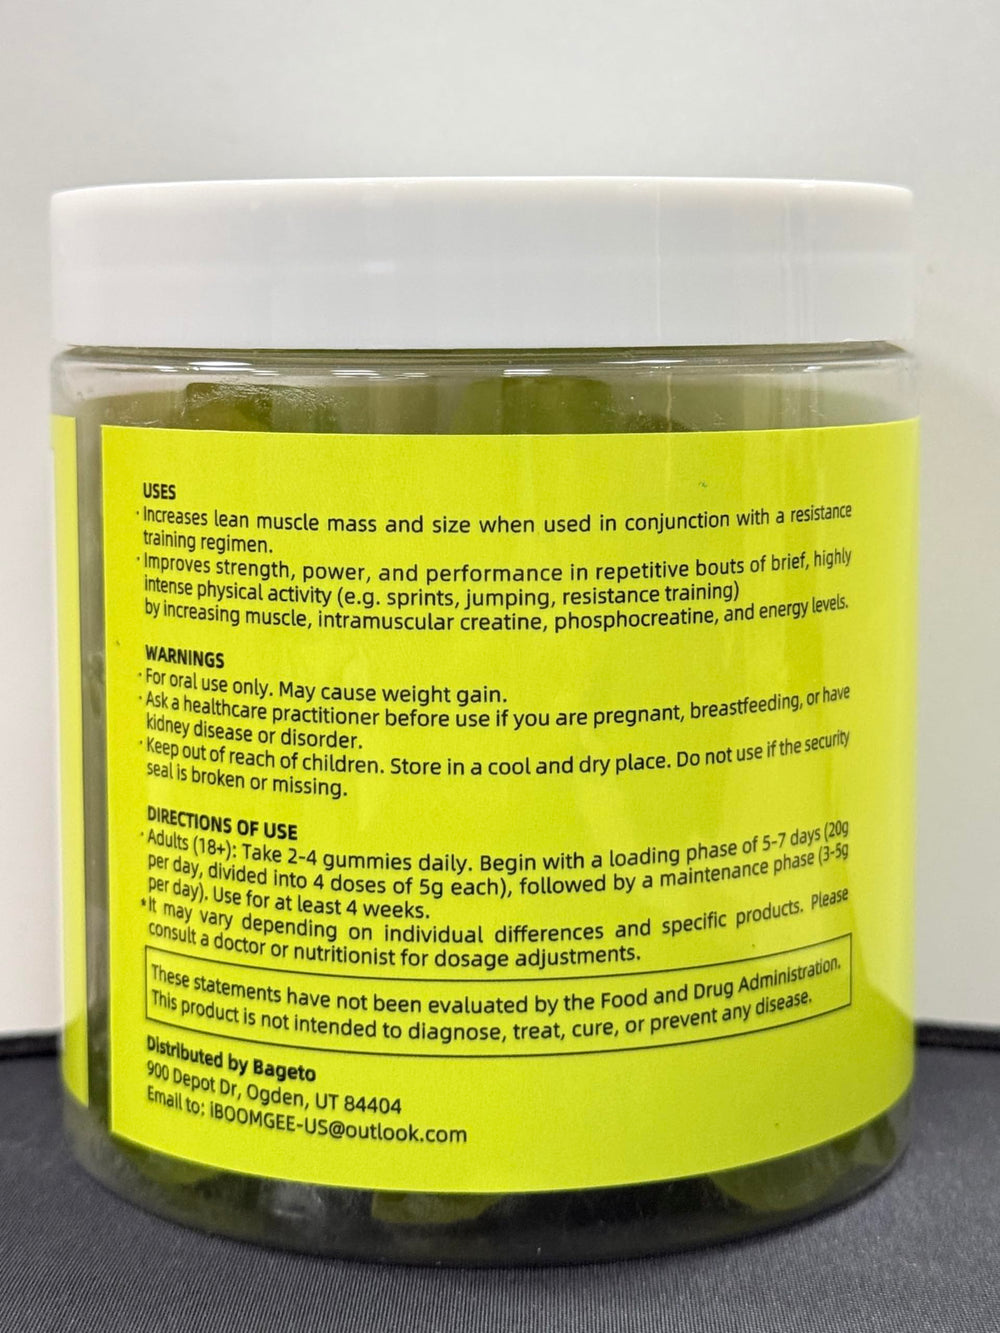 USES
·Increases lean muscle mass and size when used in conjunction with a resistance
training regimen.
·Improves strength, power, and performance in repetitive bouts of brief, highly
intense physical activity (e.g. sprints, jumping, resistance training)
by increasing muscle, intramuscular creatine, phosphocreatine, and energy levels.
WARNINGS
·For oral use only. May cause weight gain.
·Ask a healthcare practitioner before use if you are pregnant, breastfeeding, or have
kidney disease or disorder.
·Keep out of reach of children. Store in a cool and dry place. Do not use if the security
seal is broken or missing.
DIRECTIONS OF USE
·Adults (18+): Take 2-4 gummies daily. Begin with a loading phase of 5-7 days (20g
per day, divided into 4 doses of 5g each), followed by a maintenance phase (3-5g
per day). Use for at least 4 weeks.
*It may vary depending on individual differences and specific products. Please
consult a doctor or nutritionist for dosage adjustments.
These statements have not been evaluated by the Food and Drug Administration.
This product is not intended to diagnose, treat, cure, or prevent any disease.
Distributed by Bageto
900 Depot Dr, Ogden, UT 84404
Email to: iBOOMGEE-US@outlook.com